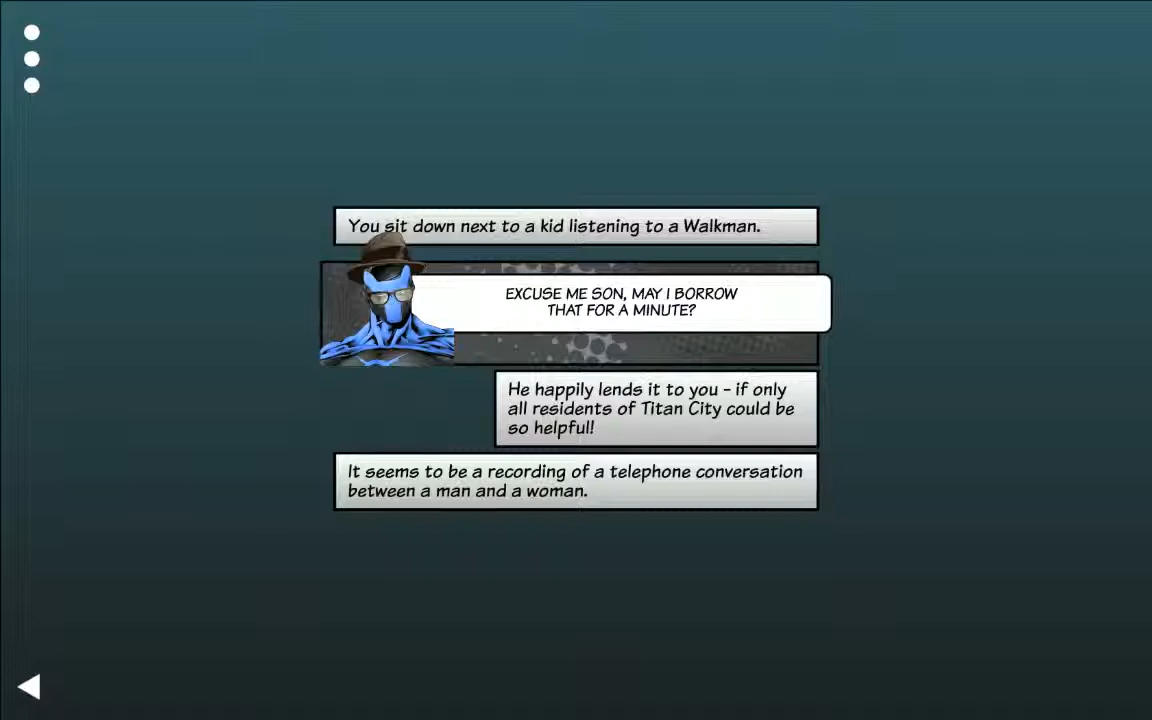 You sit down next to a kid listening to a Walkman.
EXCUSE ME SON, MAY I BORROW
THAT FOR A MINUTE?
He happily lends it to you - if only
all residents of Titan City could be
so helpful!
It seems to be a recording of a telephone conversation
between a man and a woman.